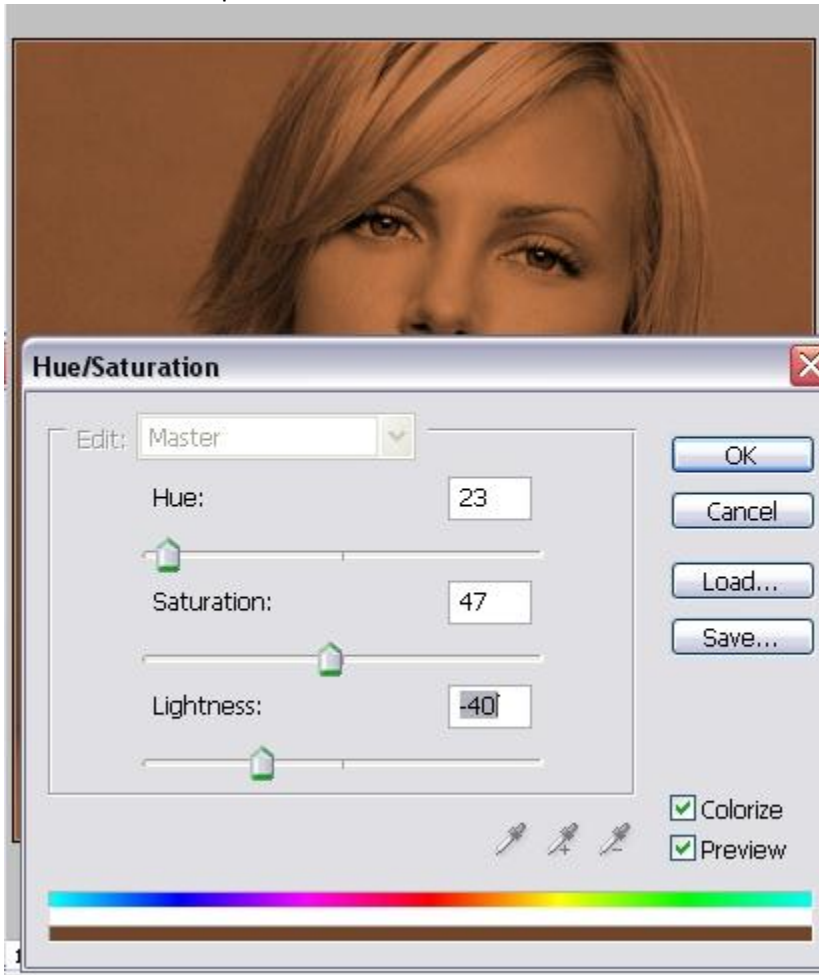 Hue/Saturation
Edit: Master
OK
Hue: 23
Cancel
Load...
Saturation: 47
Save...
Lightness: -40
Colorize
Preview